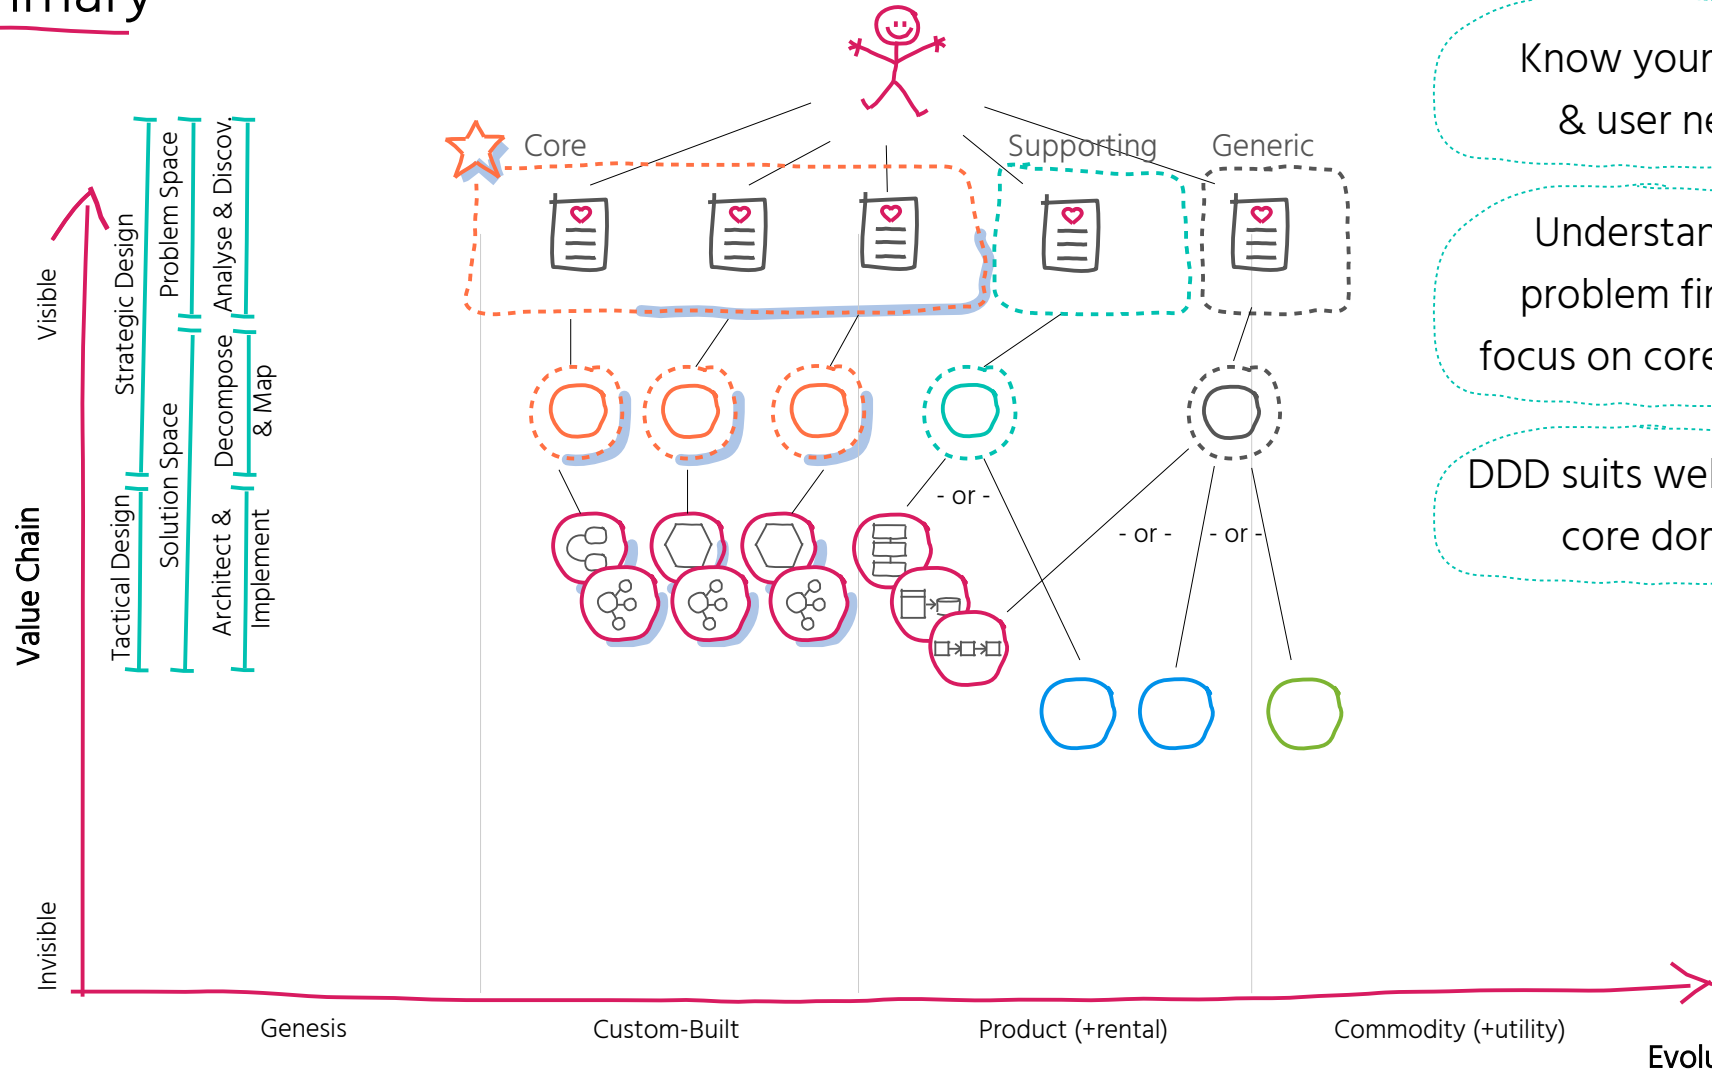 Core
Supporting
Generic
Know your
& user ne
Understan
problem fir
focus on core
DDD suits wel
core dor
Visible
Value Chain
Invisible
Strategic Design
Tactical Design
Problem Space
Solution Space
Analyse & Discov.
Decompose
& Map
Architect &
Implement
- or -
- or -
- or -
Genesis
Custom-Built
Product (+rental)
Commodity (+utility)
Evolu